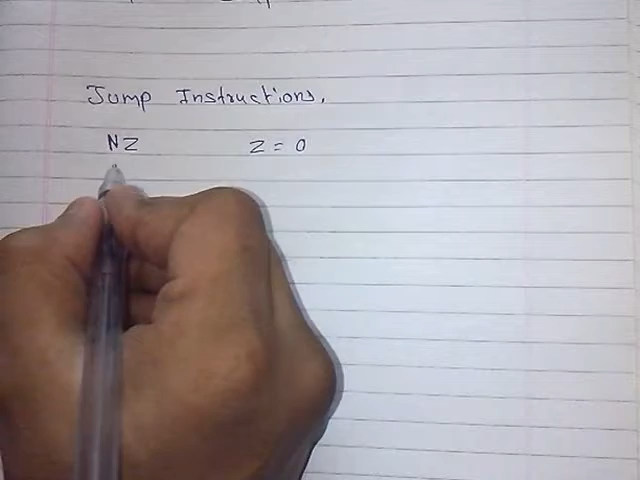 Jump Instructions.
NZ Z = 0